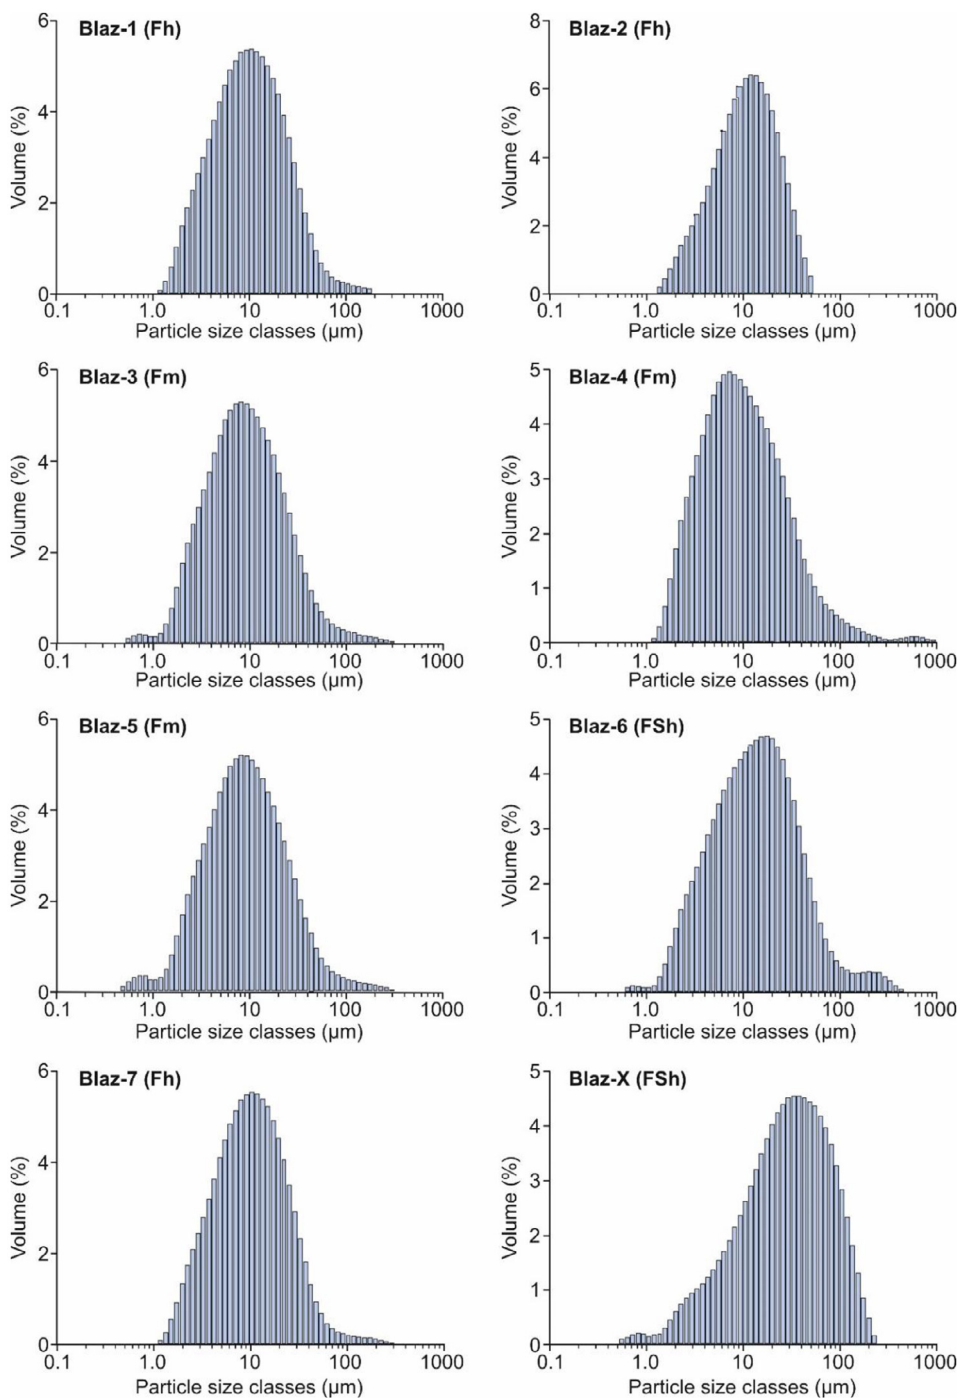 Blaz-1 (Fh)
6
4
2
0
Volume (%)
0.1 1.0 10 100 1000
Particle size classes (µm)
Blaz-2 (Fh)
8
6
4
2
0
Volume (%)
0.1 1.0 10 100 1000
Particle size classes (µm)
Blaz-3 (Fm)
6
4
2
0
Volume (%)
0.1 1.0 10 100 1000
Particle size classes (µm)
Blaz-4 (Fm)
5
4
3
2
1
0
Volume (%)
0.1 1.0 10 100 1000
Particle size classes (µm)
Blaz-5 (Fm)
6
4
2
0
Volume (%)
0.1 1.0 10 100 1000
Particle size classes (µm)
Blaz-6 (FSh)
5
4
3
2
1
0
Volume (%)
0.1 1.0 10 100 1000
Particle size classes (µm)
Blaz-7 (Fh)
6
4
2
0
Volume (%)
0.1 1.0 10 100 1000
Particle size classes (µm)
Blaz-X (FSh)
5
4
3
2
1
0
Volume (%)
0.1 1.0 10 100 1000
Particle size classes (µm)